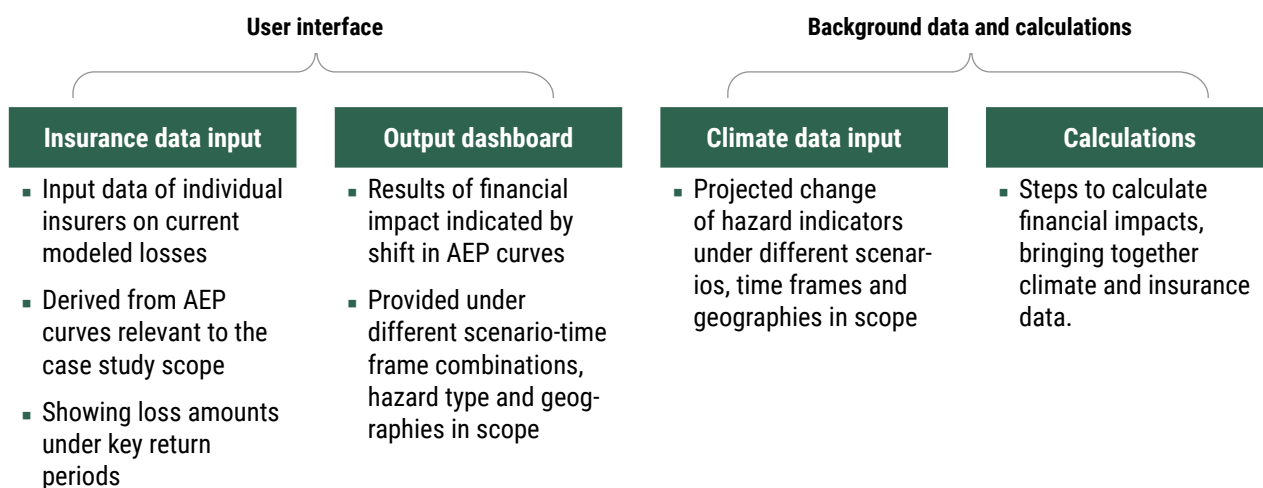 User interface
Background data and calculations
Insurance data input
▪ Input data of individual
insurers on current
modeled losses
▪ Derived from AEP
curves relevant to the
case study scope
▪ Showing loss amounts
under key return
periods
Output dashboard
▪ Results of financial
impact indicated by
shift in AEP curves
▪ Provided under
different scenario-time
frame combinations,
hazard type and geog-
raphies in scope
Climate data input
▪ Projected change
of hazard indicators
under different scenar-
ios, time frames and
geographies in scope
Calculations
▪ Steps to calculate
financial impacts,
bringing together
climate and insurance
data.